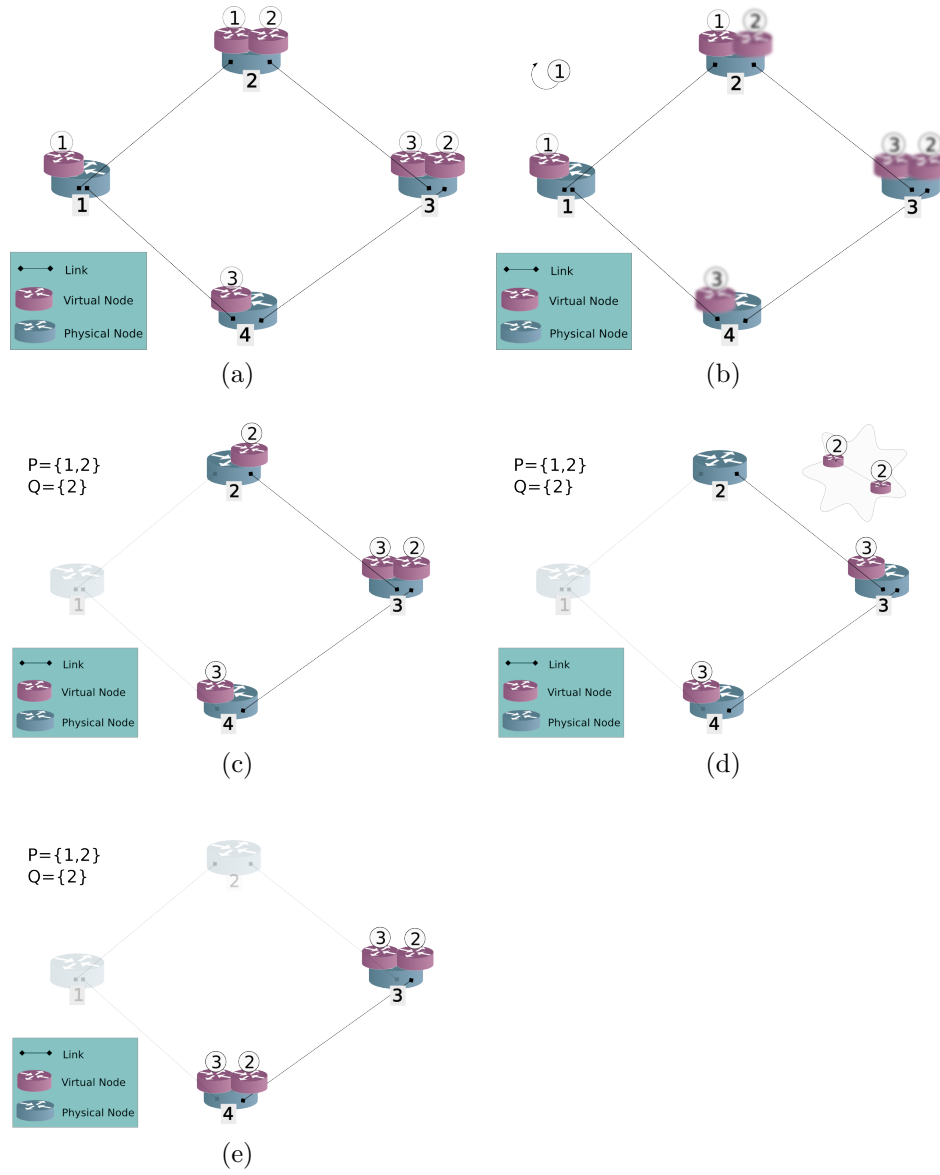 1 2
2
1
1
3 2
3
3
4
Link
Virtual Node
Physical Node
(a)
1 2
2
1
1
1
3 2
3
3
4
Link
Virtual Node
Physical Node
(b)
P={1,2}
Q={2}
2
2
1
3 2
3
3
4
Link
Virtual Node
Physical Node
(c)
P={1,2}
Q={2}
2
2
2
1
3
3
3
4
Link
Virtual Node
Physical Node
(d)
P={1,2}
Q={2}
2
1
3 2
3
3 2
4
Link
Virtual Node
Physical Node
(e)